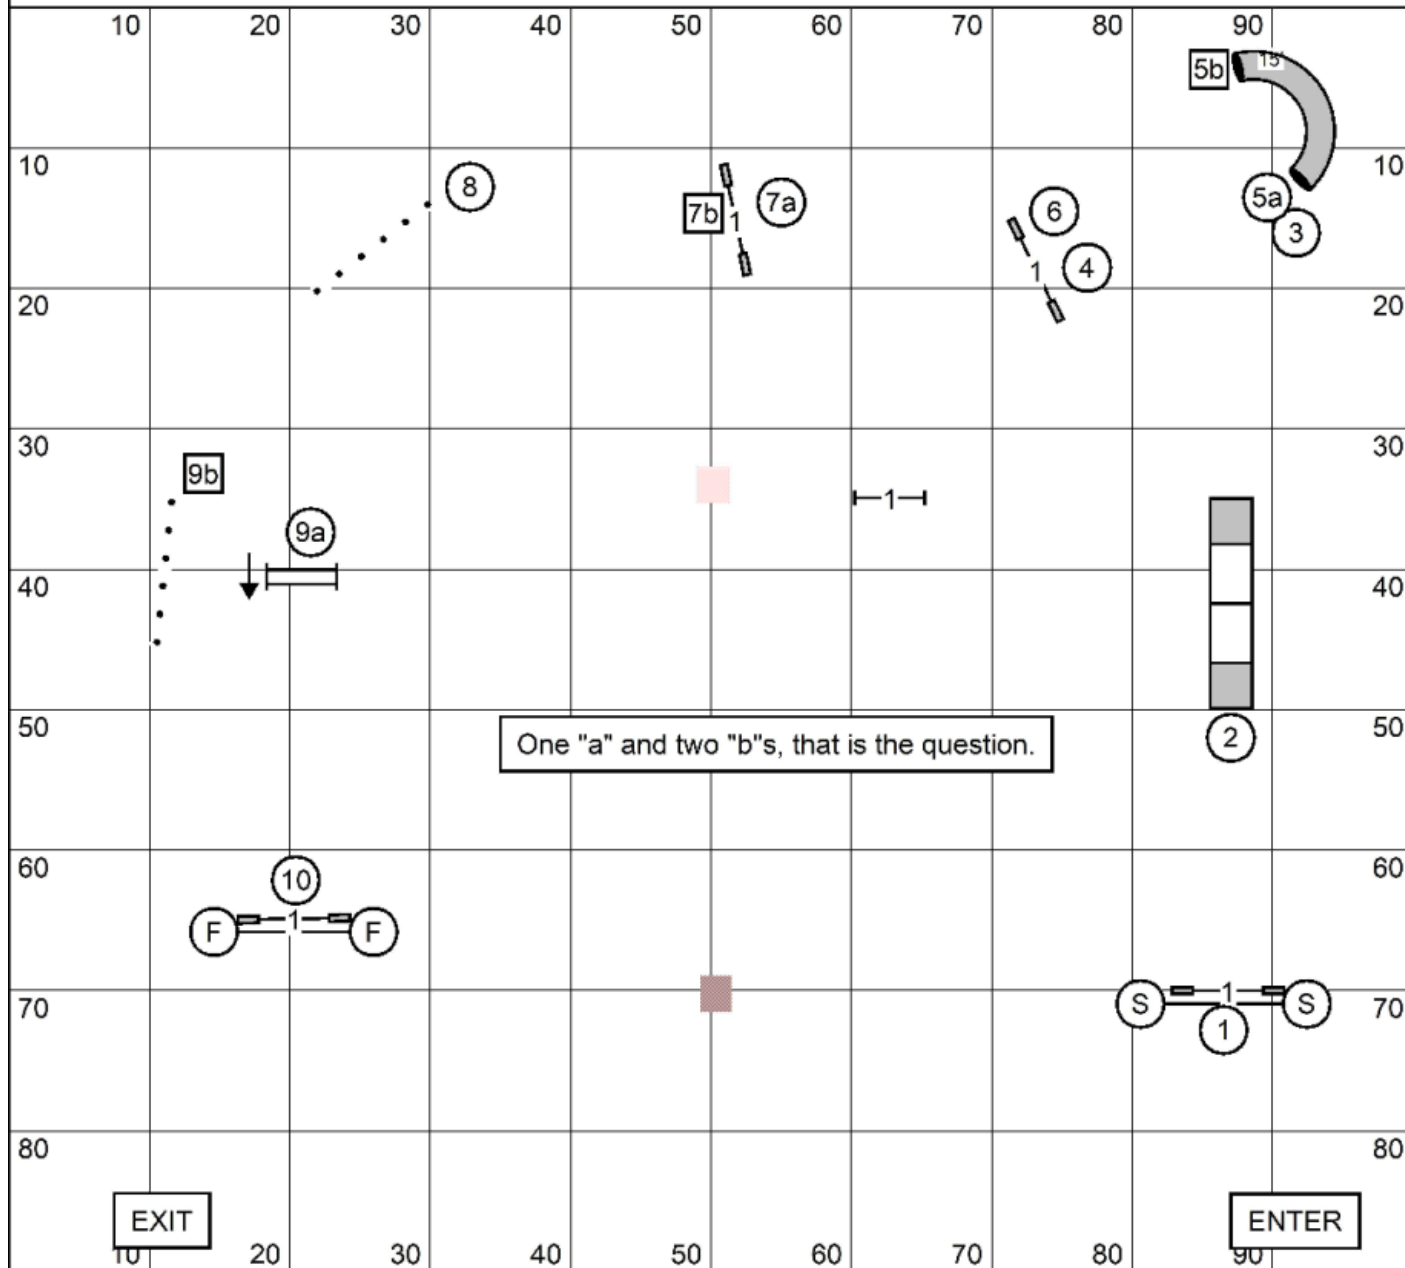 10 20 30 40 50 60 70 80 90
5b 15'
10 10
8 7b 1 7a 6 5a
1 4 3
20 20
30 30
9b
1
9a
40 40
50 50
One "a" and two "b"s, that is the question.
2
60 60
10
F 1 F
70 70
S 1 S
1
80 80
EXIT ENTER
10 20 30 40 50 60 70 80 90